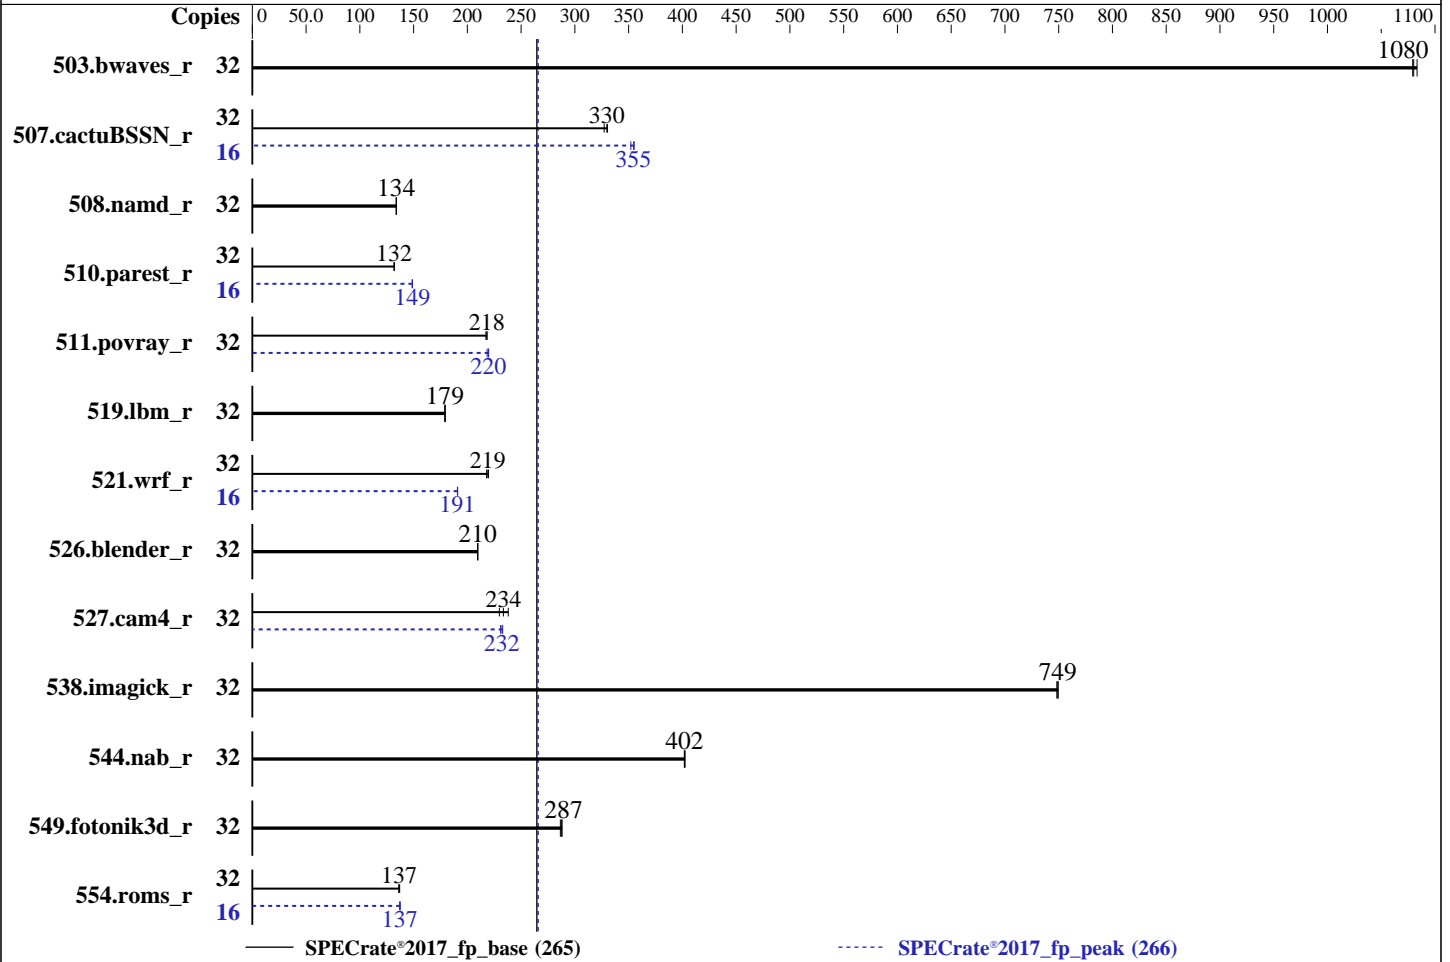 Copies 0 50.0 100 150 200 250 300 350 400 450 500 550 600 650 700 750 800 850 900 950 1000 1100
503.bwaves_r 32 1080
507.cactuBSSN_r 32 330
16 355
508.namd_r 32 134
510.parest_r 32 132
16 149
511.povray_r 32 218
220
519.lbm_r 32 179
521.wrf_r 32 219
16 191
526.blender_r 32 210
527.cam4_r 32 234
232
538.imagick_r 32 749
544.nab_r 32 402
549.fotonik3d_r 32 287
554.roms_r 32 137
16 137
SPECrate®2017_fp_base (265) SPECrate®2017_fp_peak (266)